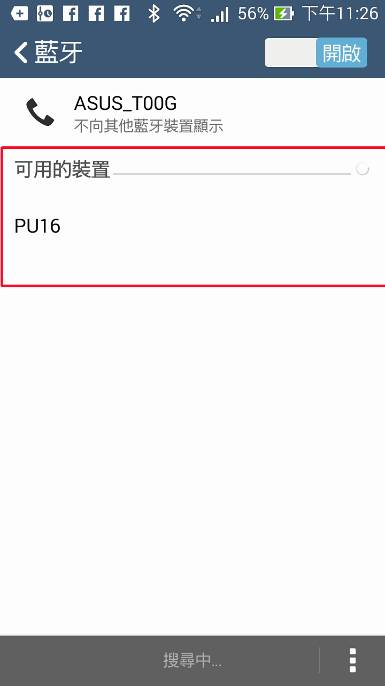 56% 下午11:26
藍牙
開啟
ASUS_T00G
不向其他藍牙裝置顯示
可用的裝置
PU16
搜尋中...